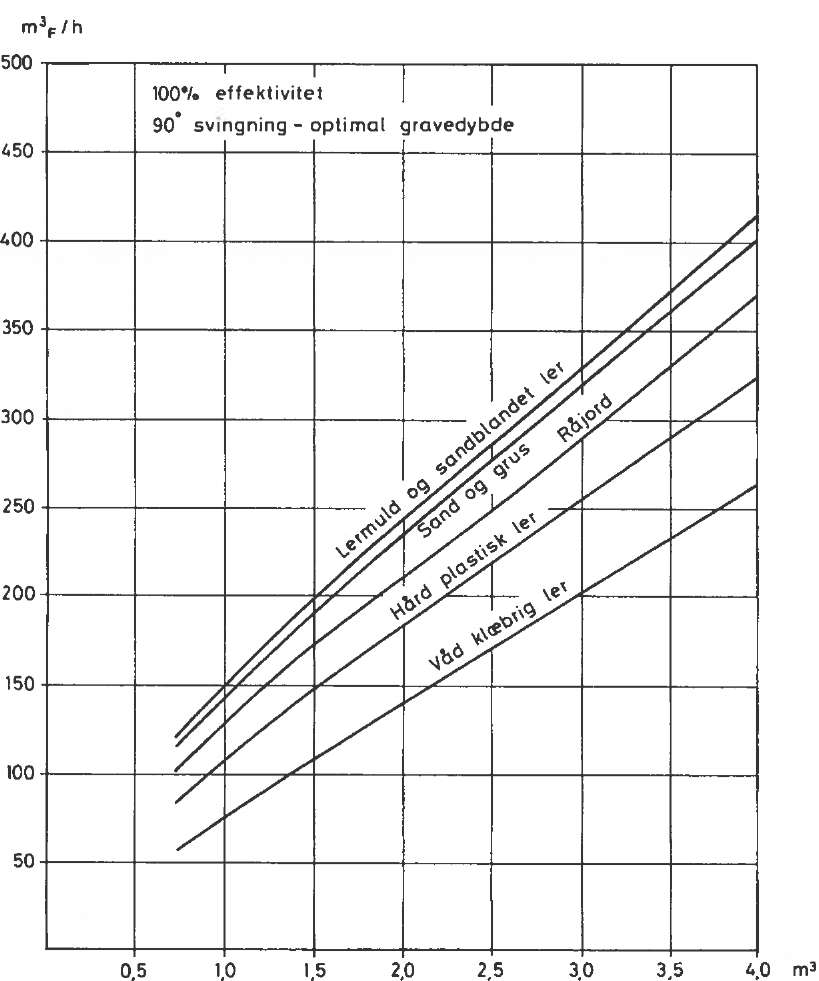 m³F/h
500
100% effektivitet
90° svingning - optimal gravedybde
450
400
350
300
250
200
150
100
50
Lermuld og sandblandet ler
Sand og grus
Råjord
Hård plastisk ler
Våd klæbrig ler
0,5 1,0 1,5 2,0 2,5 3,0 3,5 4,0 m³